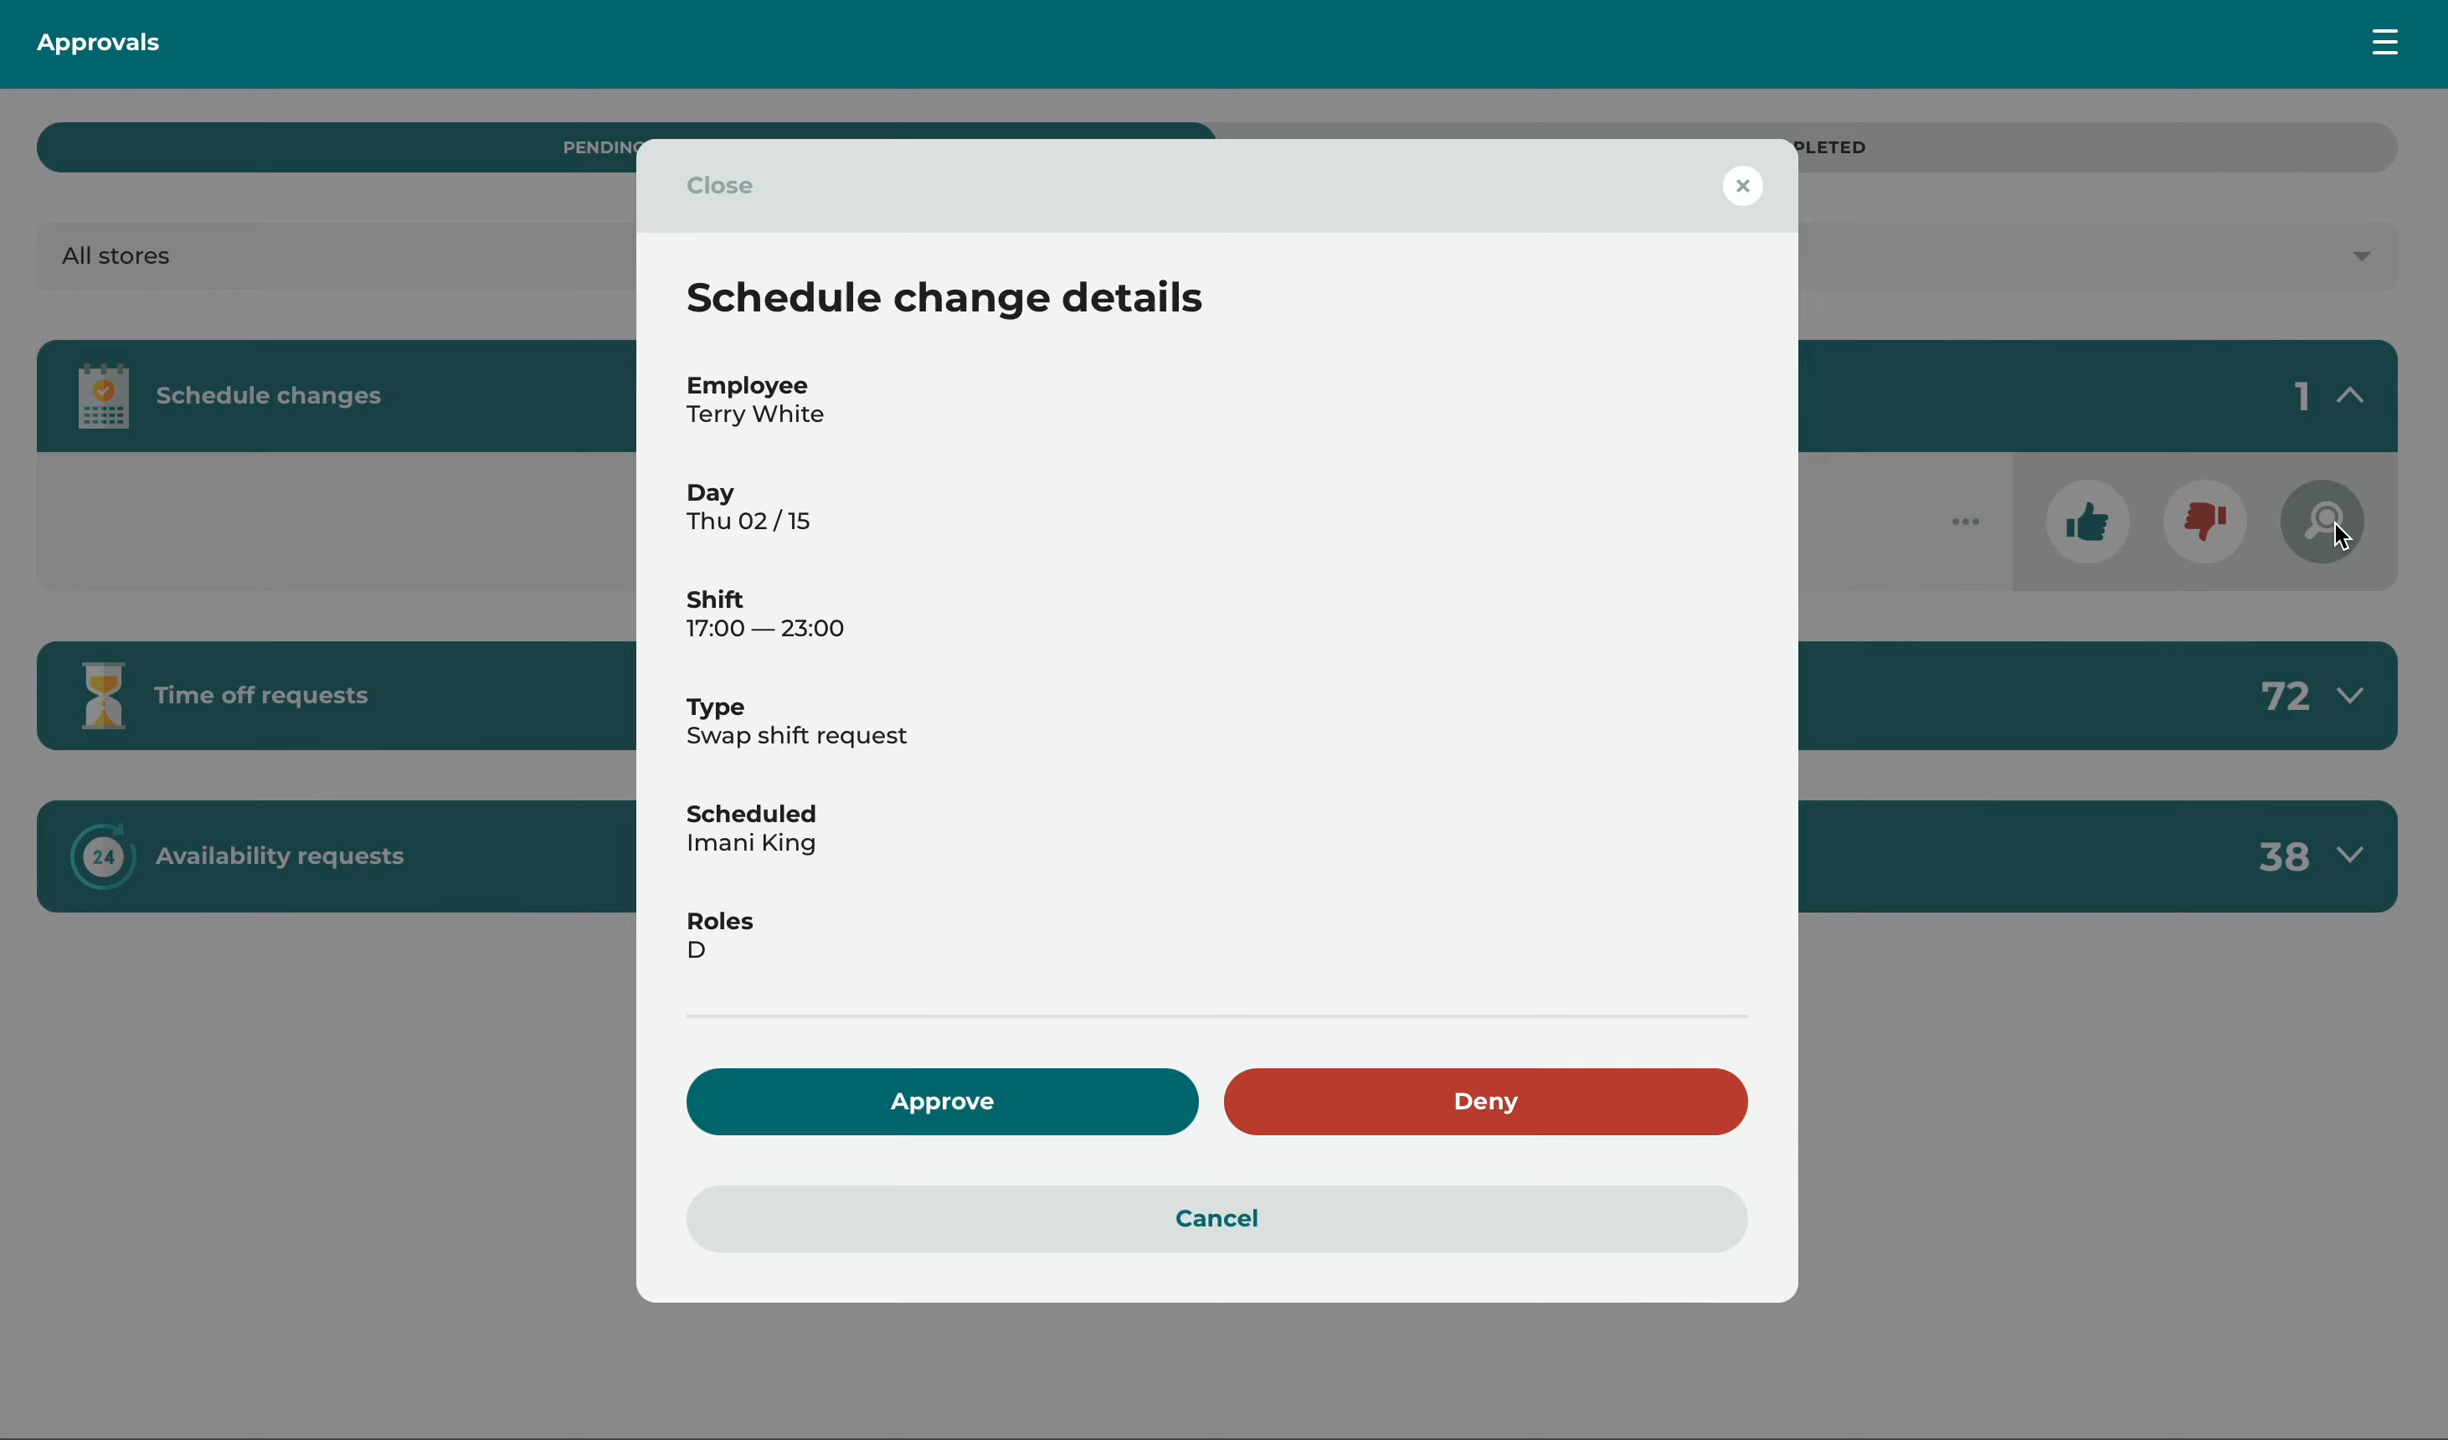 Approvals
PENDING
PLETED
Close
All stores
Schedule change details
Schedule changes
1
Employee
Terry White
Day
Thu 02 / 15
Shift
17:00 — 23:00
Time off requests
72
Type
Swap shift request
Scheduled
Imani King
24
Availability requests
38
Roles
D
Approve
Deny
Cancel